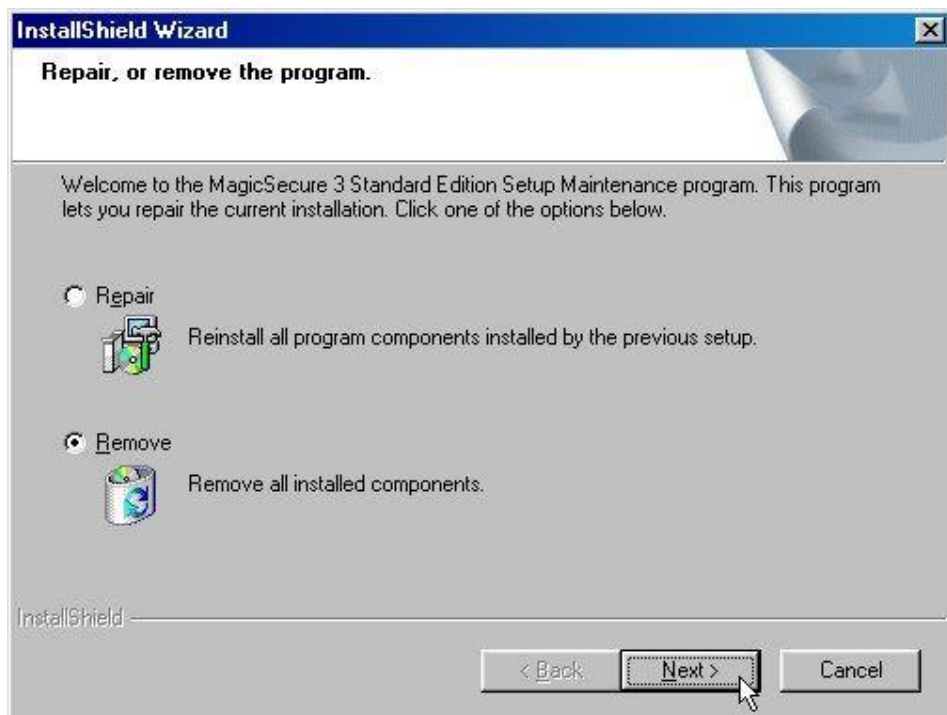 InstallShield Wizard
Repair, or remove the program.
Welcome to the MagicSecure 3 Standard Edition Setup Maintenance program. This program
lets you repair the current installation. Click one of the options below.
Repair
Reinstall all program components installed by the previous setup.
Remove
Remove all installed components.
InstallShield
< Back Next > Cancel